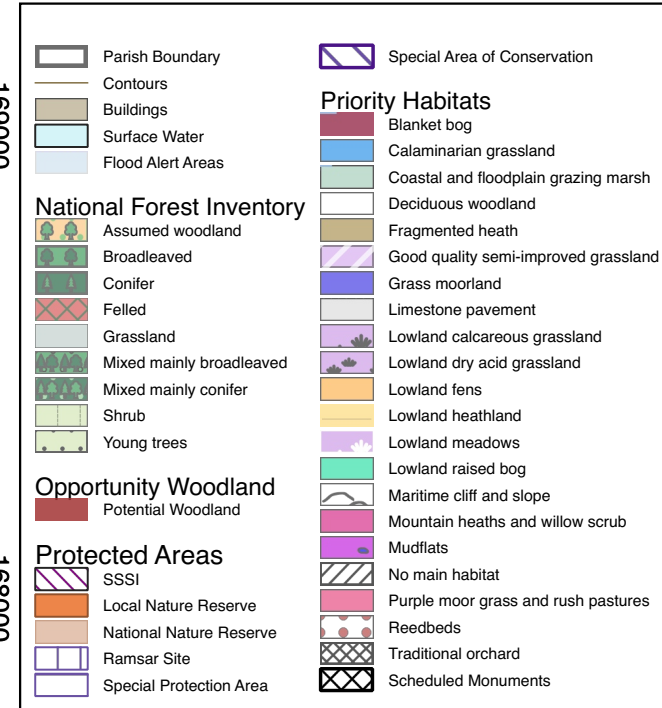 Parish Boundary
Contours
Buildings
Surface Water
Flood Alert Areas
National Forest Inventory
Assumed woodland
Broadleaved
Conifer
Felled
Grassland
Mixed mainly broadleaved
Mixed mainly conifer
Shrub
Young trees
Opportunity Woodland
Potential Woodland
Protected Areas
SSSI
Local Nature Reserve
National Nature Reserve
Ramsar Site
Special Protection Area
Special Area of Conservation
Priority Habitats
Blanket bog
Calaminarian grassland
Coastal and floodplain grazing marsh
Deciduous woodland
Fragmented heath
Good quality semi-improved grassland
Grass moorland
Limestone pavement
Lowland calcareous grassland
Lowland dry acid grassland
Lowland fens
Lowland heathland
Lowland meadows
Lowland raised bog
Maritime cliff and slope
Mountain heaths and willow scrub
Mudflats
No main habitat
Purple moor grass and rush pastures
Reedbeds
Traditional orchard
Scheduled Monuments
169000
168000